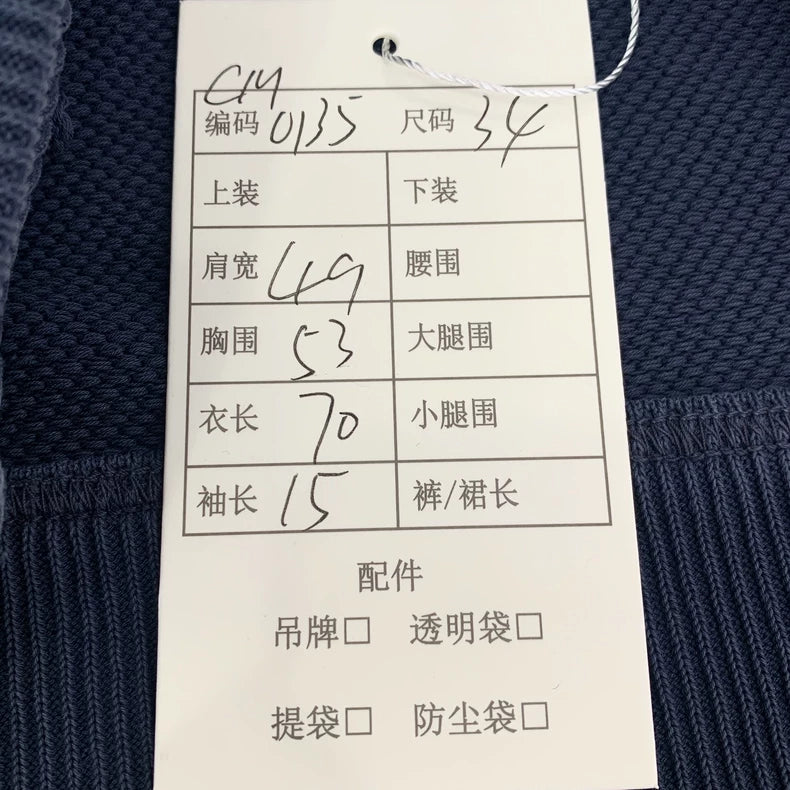 C14
编码 0135 尺码 34
上装 下装
肩宽 49 腰围
胸围 53 大腿围
衣长 70 小腿围
袖长 15 裤/裙长
配件
吊牌□ 透明袋□
提袋□ 防尘袋□